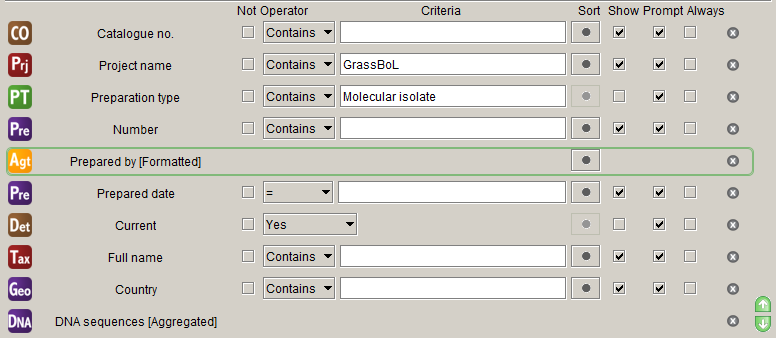 Not Operator Criteria Sort Show Prompt Always
CO Catalogue no. Contains
Prj Project name Contains GrassBoL
PT Preparation type Contains Molecular isolate
Pre Number Contains
Agt Prepared by [Formatted]
Pre Prepared date =
Det Current Yes
Tax Full name Contains
Geo Country Contains
DNA DNA sequences [Aggregated]